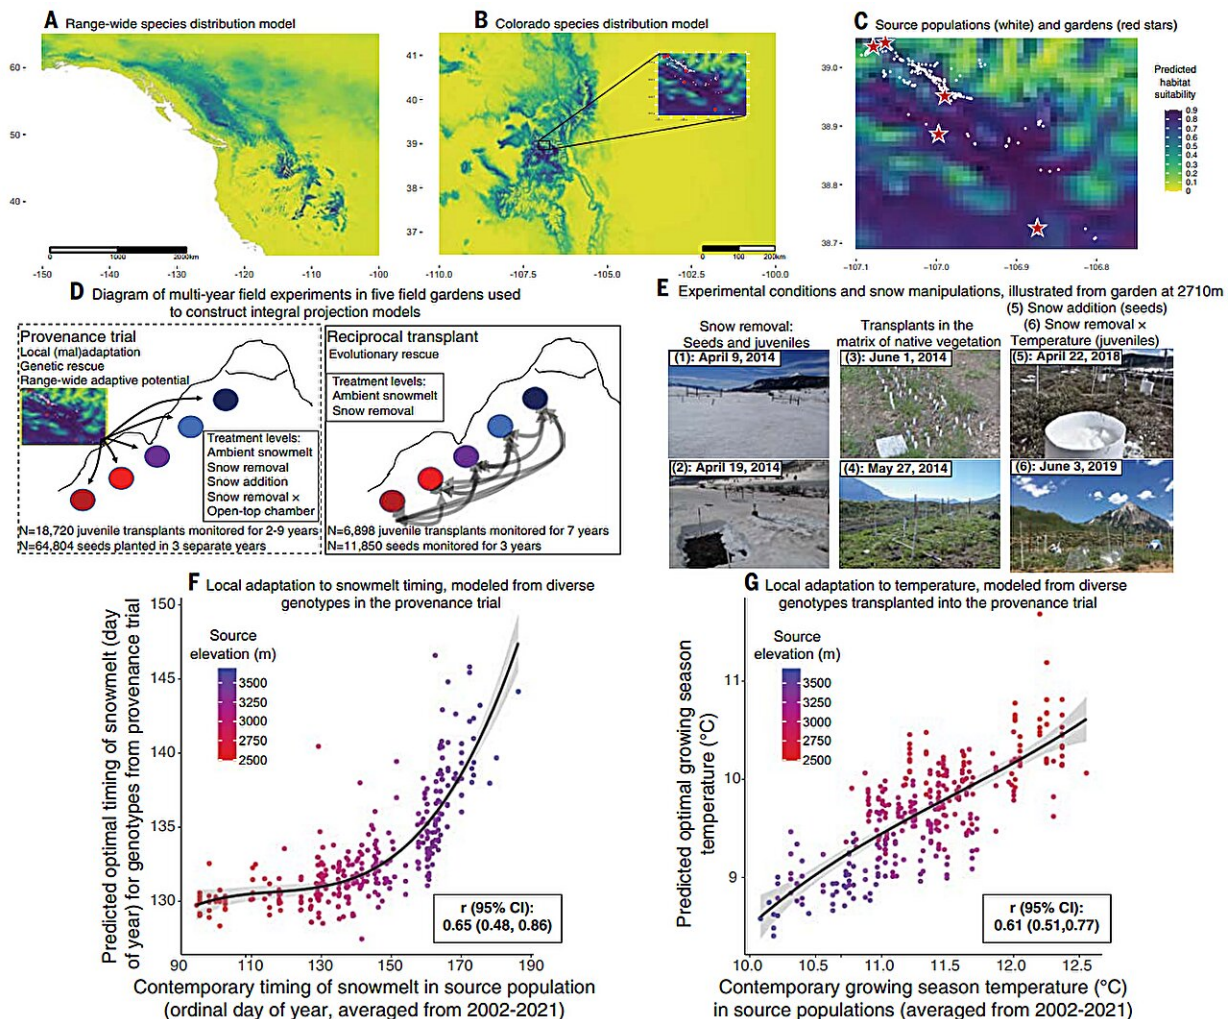 A Range-wide species distribution model
60
50
40
0
1000
2000km
-150
-140
-130
-120
-110
-100
B Colorado species distribution model
41
40
39
38
37
0
100
200km
-110.0
-107.5
-105.0
-102.5
-100.0
C Source populations (white) and gardens (red stars)
39.0
38.9
38.8
38.7
-107.1
-107.0
-106.9
-106.8
Predicted
habitat
suitability
0.9
0.8
0.7
0.6
0.5
0.4
0.3
0.2
0.1
0
D Diagram of multi-year field experiments in five field gardens used
to construct integral projection models
Provenance trial
Local (mal)adaptation
Genetic rescue
Range-wide adaptive potential
Treatment levels:
Ambient snowmelt
Snow removal
Snow addition
Snow removal ×
Open-top chamber
N=18,720 juvenile transplants monitored for 2-9 years
N=64,804 seeds planted in 3 separate years
Reciprocal transplant
Evolutionary rescue
Treatment levels:
Ambient snowmelt
Snow removal
N=6,898 juvenile transplants monitored for 7 years
N=11,850 seeds monitored for 3 years
E Experimental conditions and snow manipulations, illustrated from garden at 2710m
Snow removal:
Seeds and juveniles
Transplants in the
matrix of native vegetation
(5) Snow addition (seeds)
(6) Snow removal ×
Temperature (juveniles)
(1): April 9, 2014
(3): June 1, 2014
(5): April 22, 2018
(2): April 19, 2014
(4): May 27, 2014
(6): June 3, 2019
F Local adaptation to snowmelt timing, modeled from diverse
genotypes in the provenance trial
Predicted optimal timing of snowmelt (day
of year) for genotypes from provenance trial
150
145
140
135
130
Source
elevation (m)
3500
3250
3000
2750
2500
r (95% CI):
0.65 (0.48, 0.86)
90
110
130
150
170
190
Contemporary timing of snowmelt in source population
(ordinal day of year, averaged from 2002-2021)
G Local adaptation to temperature, modeled from diverse
genotypes transplanted into the provenance trial
Predicted optimal growing season
temperature (°C)
11
10
9
Source
elevation (m)
3500
3250
3000
2750
2500
r (95% CI):
0.61 (0.51,0.77)
10.0
10.5
11.0
11.5
12.0
12.5
Contemporary growing season temperature (°C)
in source populations (averaged from 2002-2021)